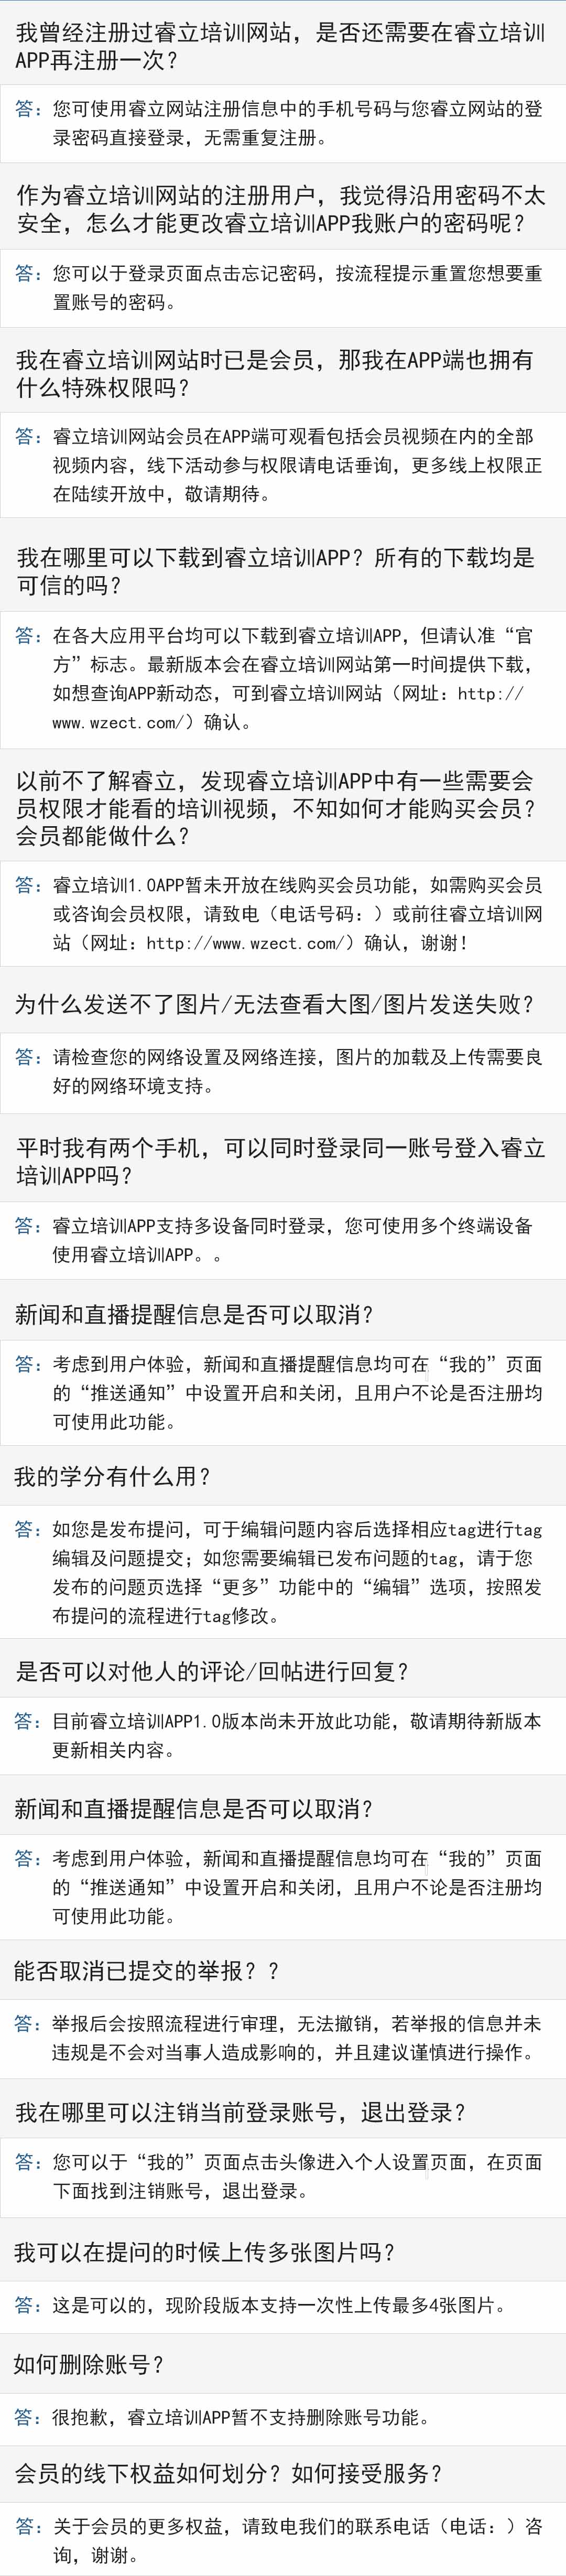 我曾经注册过睿立培训网站，是否还需要在睿立培训
APP再注册一次？
答：您可使用睿立网站注册信息中的手机号码与您睿立网站的登
录密码直接登录，无需重复注册。
作为睿立培训网站的注册用户，我觉得沿用密码不太
安全，怎么才能更改睿立培训APP我账户的密码呢？
答：您可以于登录页面点击忘记密码，按流程提示重置您想要重
置账号的密码。
我在睿立培训网站时已是会员，那我在APP端也拥有
什么特殊权限吗？
答：睿立培训网站会员在APP端可观看包括会员视频在内的全部
视频内容，线下活动参与权限请电话垂询，更多线上权限正
在陆续开放中，敬请期待。
我在哪里可以下载到睿立培训APP？所有的下载均是
可信的吗？
答：在各大应用平台均可以下载到睿立培训APP，但请认准“官
方”标志。最新版本会在睿立培训网站第一时间提供下载，
如想查询APP新动态，可到睿立培训网站（网址：http://
www.wzect.com/）确认。
以前不了解睿立，发现睿立培训APP中有一些需要会
员权限才能看的培训视频，不知如何才能购买会员？
会员都能做什么？
答：睿立培训1.0APP暂未开放在线购买会员功能，如需购买会员
或咨询会员权限，请致电（电话号码：）或前往睿立培训网
站（网址：http://www.wzect.com/）确认，谢谢！
为什么发送不了图片/无法查看大图/图片发送失败？
答：请检查您的网络设置及网络连接，图片的加载及上传需要良
好的网络环境支持。
平时我有两个手机，可以同时登录同一账号登入睿立
培训APP吗？
答：睿立培训APP支持多设备同时登录，您可使用多个终端设备
使用睿立培训APP。。
新闻和直播提醒信息是否可以取消？
答：考虑到用户体验，新闻和直播提醒信息均可在“我的”页面
的“推送通知”中设置开启和关闭，且用户不论是否注册均
可使用此功能。
我的学分有什么用？
答：如您是发布提问，可于编辑问题内容后选择相应tag进行tag
编辑及问题提交；如您需要编辑已发布问题的tag，请于您
发布的问题页选择“更多”功能中的“编辑”选项，按照发
布提问的流程进行tag修改。
是否可以对他人的评论/回帖进行回复？
答：目前睿立培训APP1.0版本尚未开放此功能，敬请期待新版本
更新相关内容。
新闻和直播提醒信息是否可以取消？
答：考虑到用户体验，新闻和直播提醒信息均可在“我的”页面
的“推送通知”中设置开启和关闭，且用户不论是否注册均
可使用此功能。
能否取消已提交的举报？？
答：举报后会按照流程进行审理，无法撤销，若举报的信息并未
违规是不会对当事人造成影响的，并且建议谨慎进行操作。
我在哪里可以注销当前登录账号，退出登录？
答：您可以于“我的”页面点击头像进入个人设置页面，在页面
下面找到注销账号，退出登录。
我可以在提问的时候上传多张图片吗？
答：这是可以的，现阶段版本支持一次性上传最多4张图片。
如何删除账号？
答：很抱歉，睿立培训APP暂不支持删除账号功能。
会员的线下权益如何划分？如何接受服务？
答：关于会员的更多权益，请致电我们的联系电话（电话：）咨
询，谢谢。